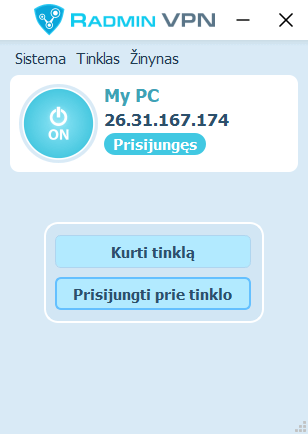 RADMIN VPN
Sistema Tinklas Žinynas
My PC
26.31.167.174
ON
Prisijungęs
Kurti tinklą
Prisijungti prie tinklo